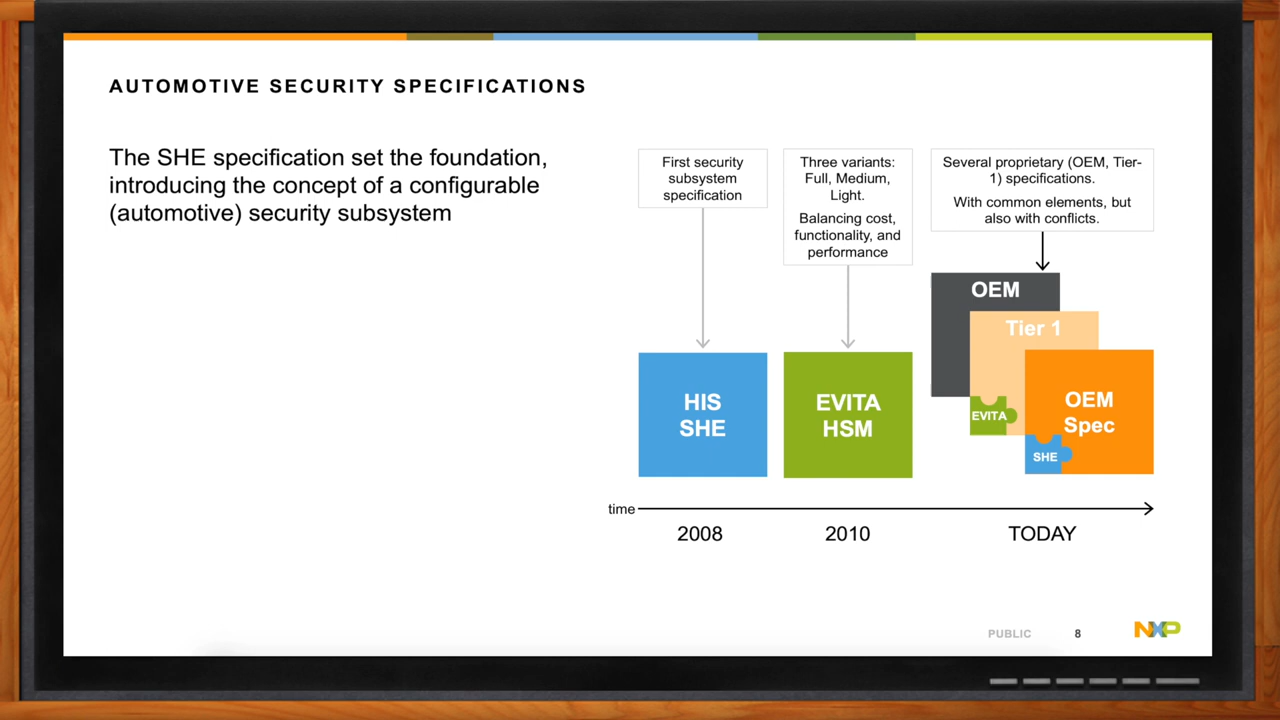 AUTOMOTIVE SECURITY SPECIFICATIONS
The SHE specification set the foundation,
introducing the concept of a configurable
(automotive) security subsystem
First security
subsystem
specification
Three variants:
Full, Medium,
Light.
Balancing cost,
functionality, and
performance
Several proprietary (OEM, Tier-
1) specifications.
With common elements, but
also with conflicts.
HIS
SHE
EVITA
HSM
OEM
Tier 1
OEM
Spec
EVITA
SHE
time
2008
2010
TODAY
PUBLIC
8
NXP